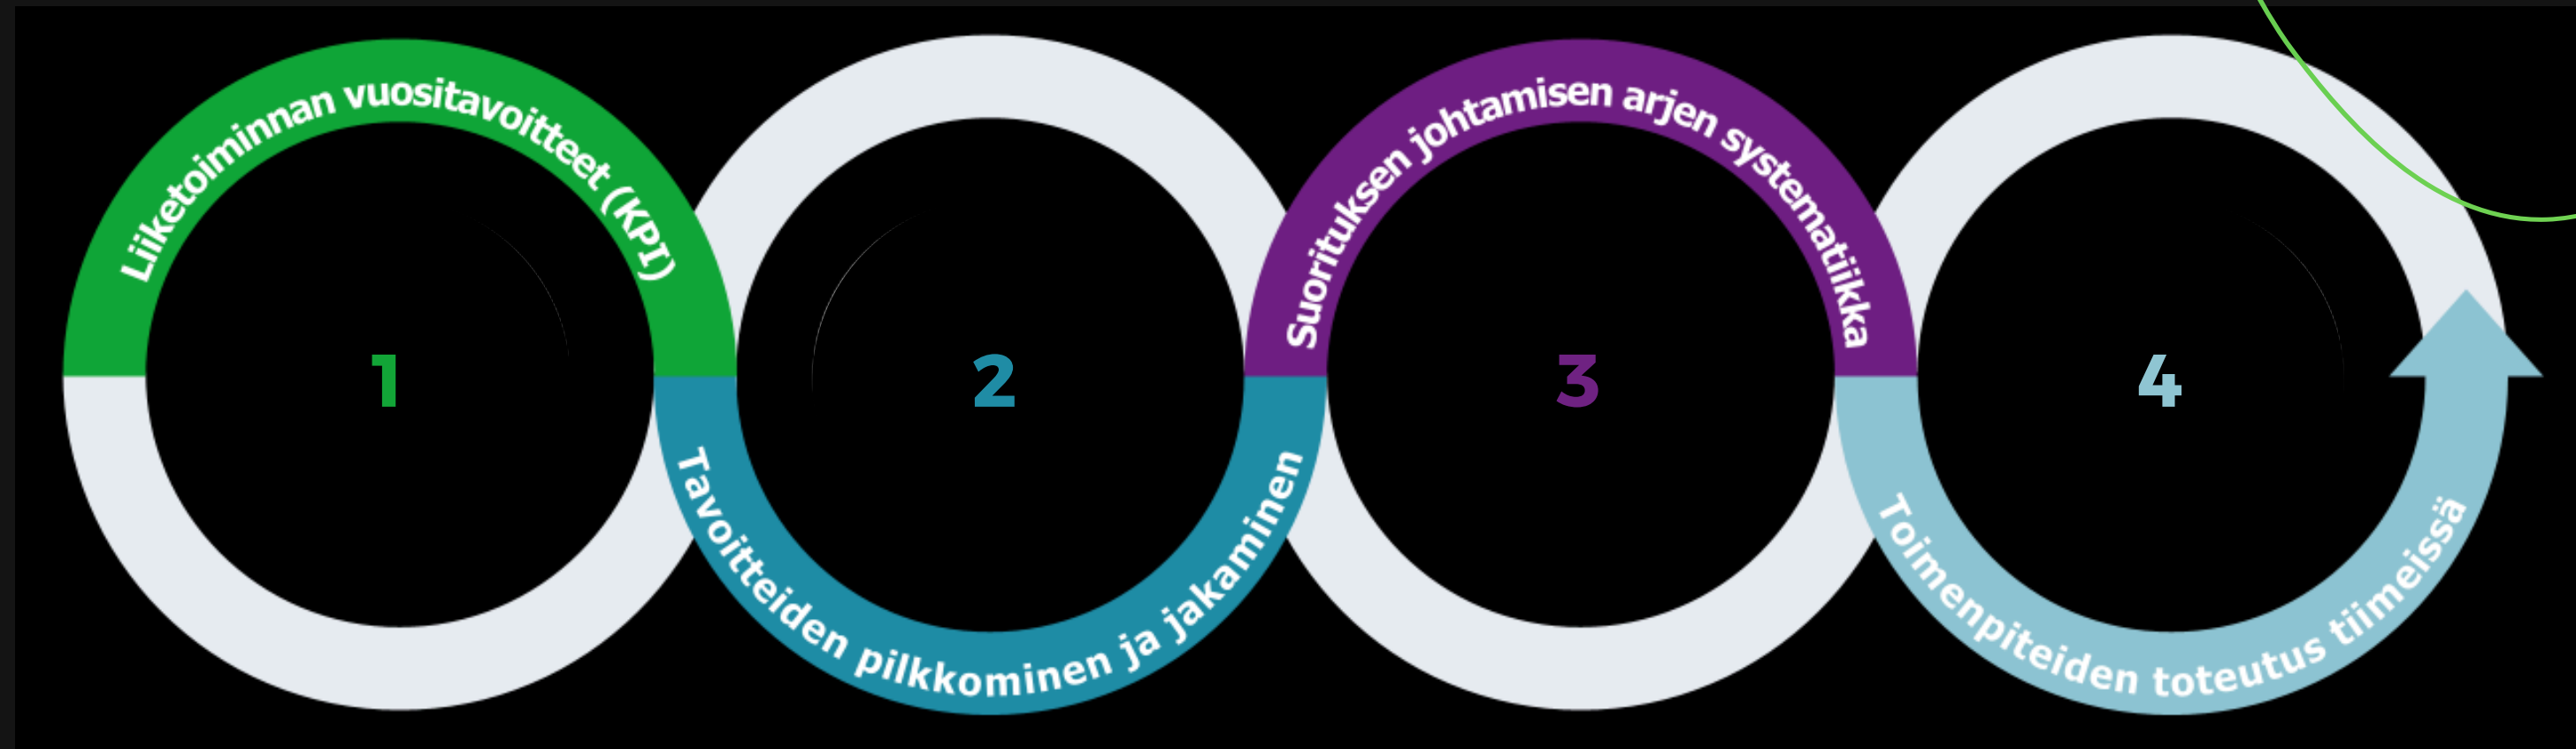 Liiketoiminnan vuositavoitteet (KPI)
1
Tavoitteiden pilkkominen ja jakaminen
2
Suorituksen johtamisen arjen systematiikka
3
Toimenpiteiden toteutus tiimeissä
4